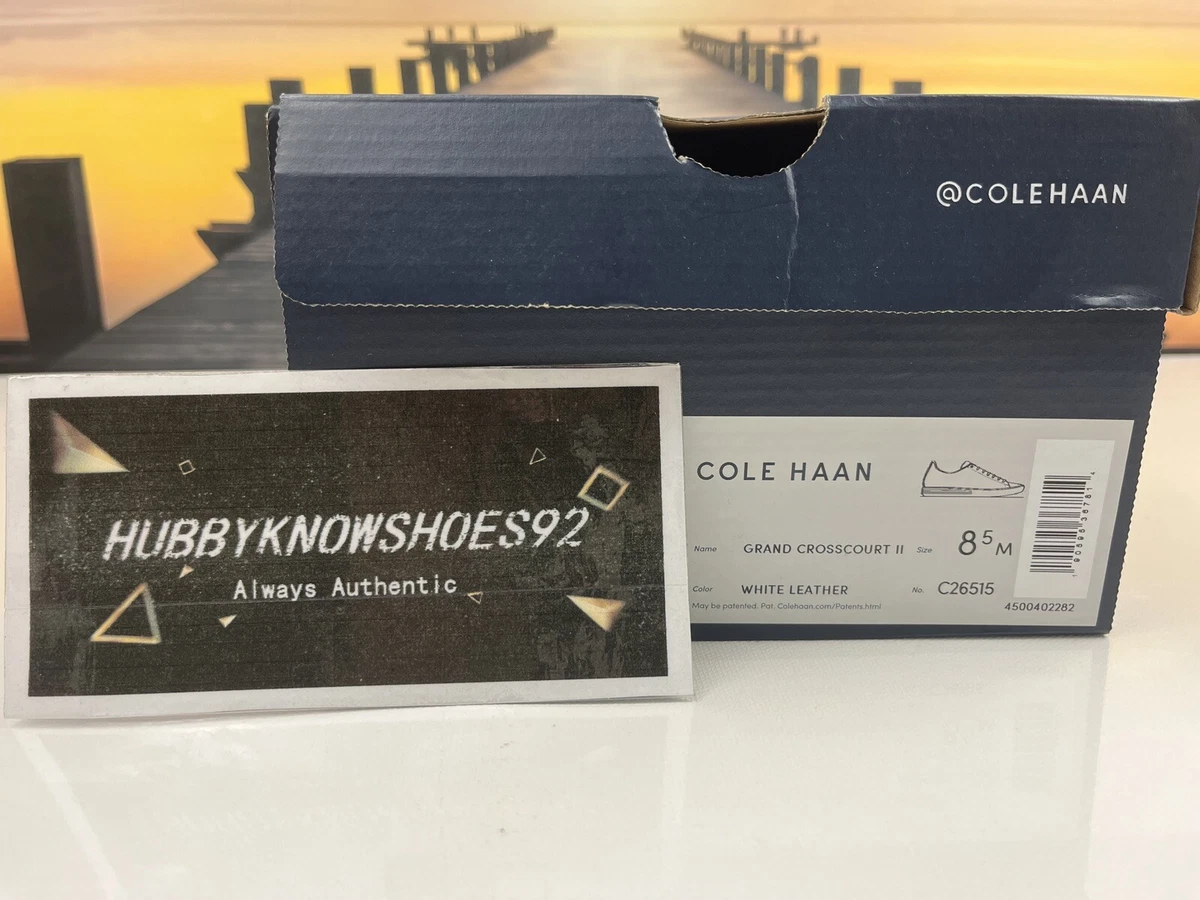 @COLEHAAN
HUBBYKNOWSHOES92
Always Authentic
COLE HAAN
Name GRAND CROSSCOURT II Size 8⁵ M
Color WHITE LEATHER No. C26515
May be patented. Pat. Colehaan.com/Patents.html 4500402282